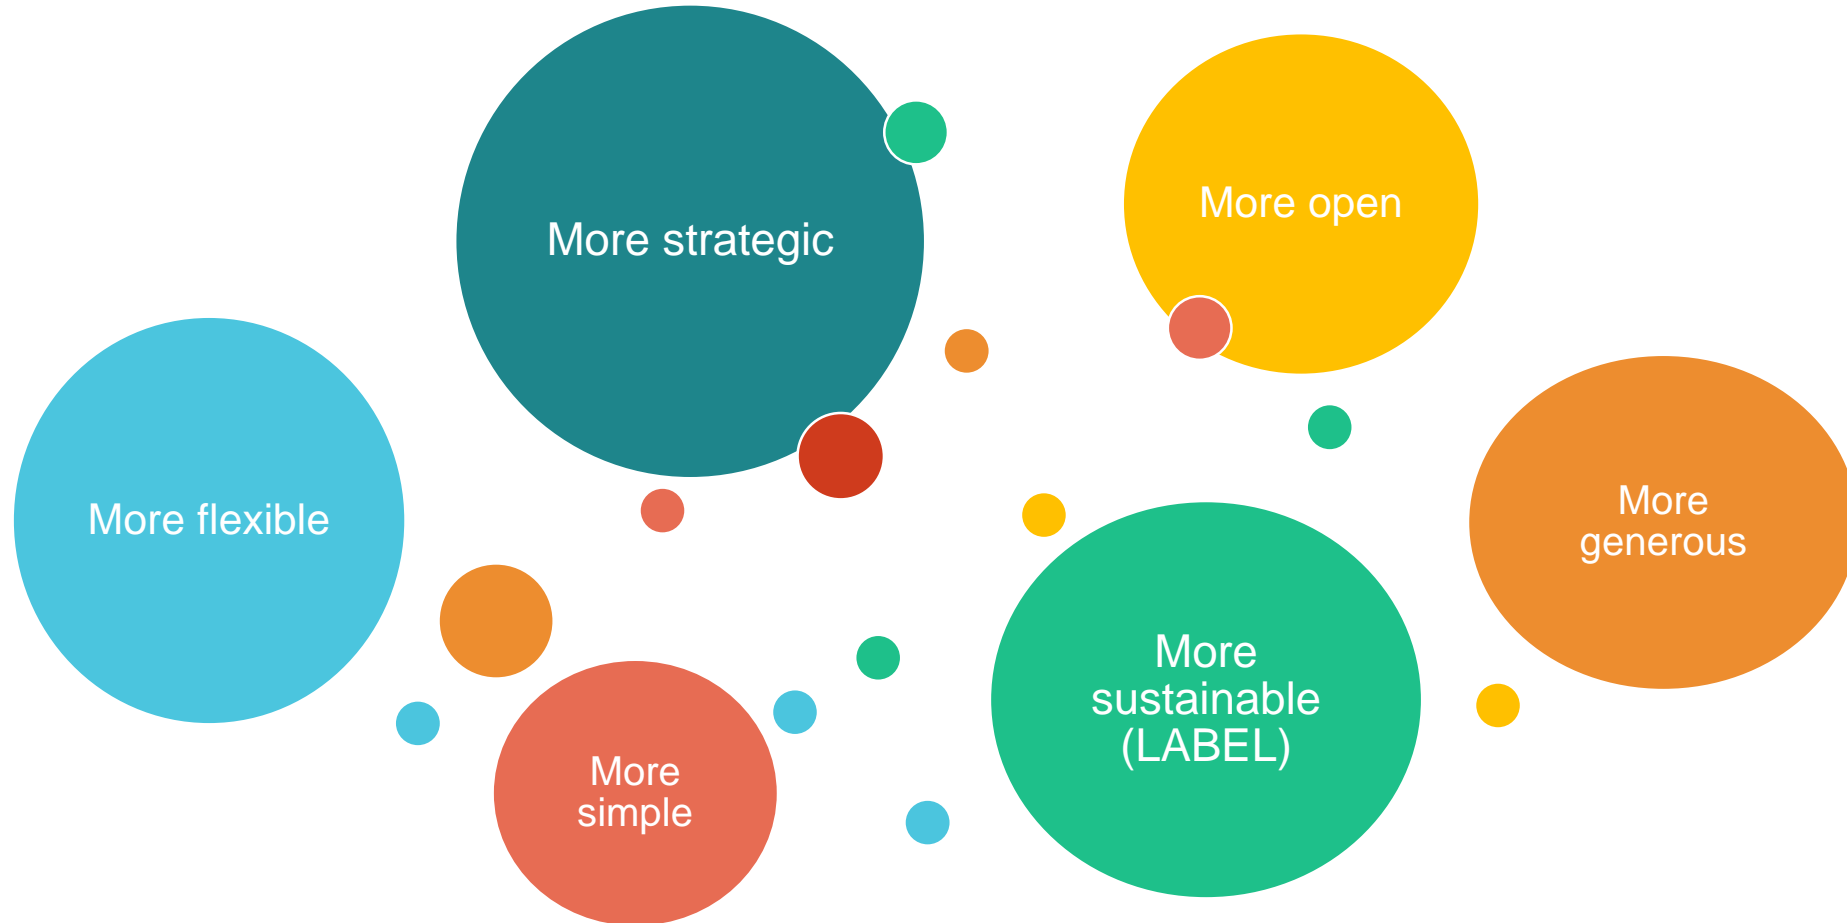 More strategic
More open
More flexible
More
generous
More
sustainable
(LABEL)
More
simple